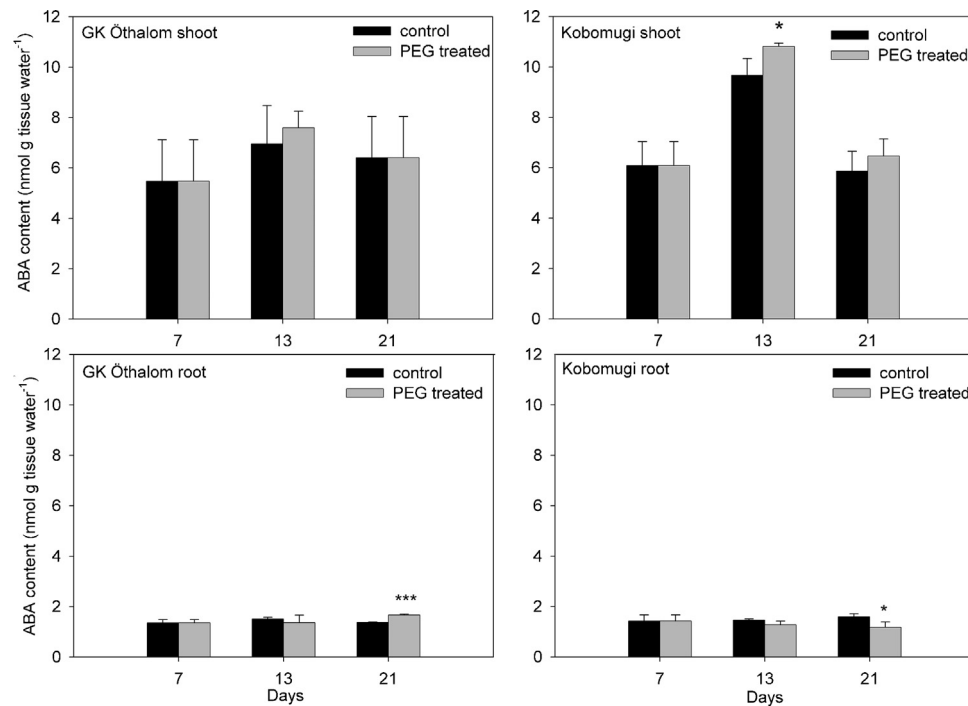 GK Öthalom shoot
control
PEG treated
ABA content (nmol g tissue water-1)
12
10
8
6
4
2
0
7 13 21
Kobomugi shoot
control
PEG treated
*
12
10
8
6
4
2
0
7 13 21
GK Öthalom root
control
PEG treated
ABA content (nmol g tissue water-1)
12
10
8
6
4
2
0
***
7 13 21
Days
Kobomugi root
control
PEG treated
12
10
8
6
4
2
0
*
7 13 21
Days